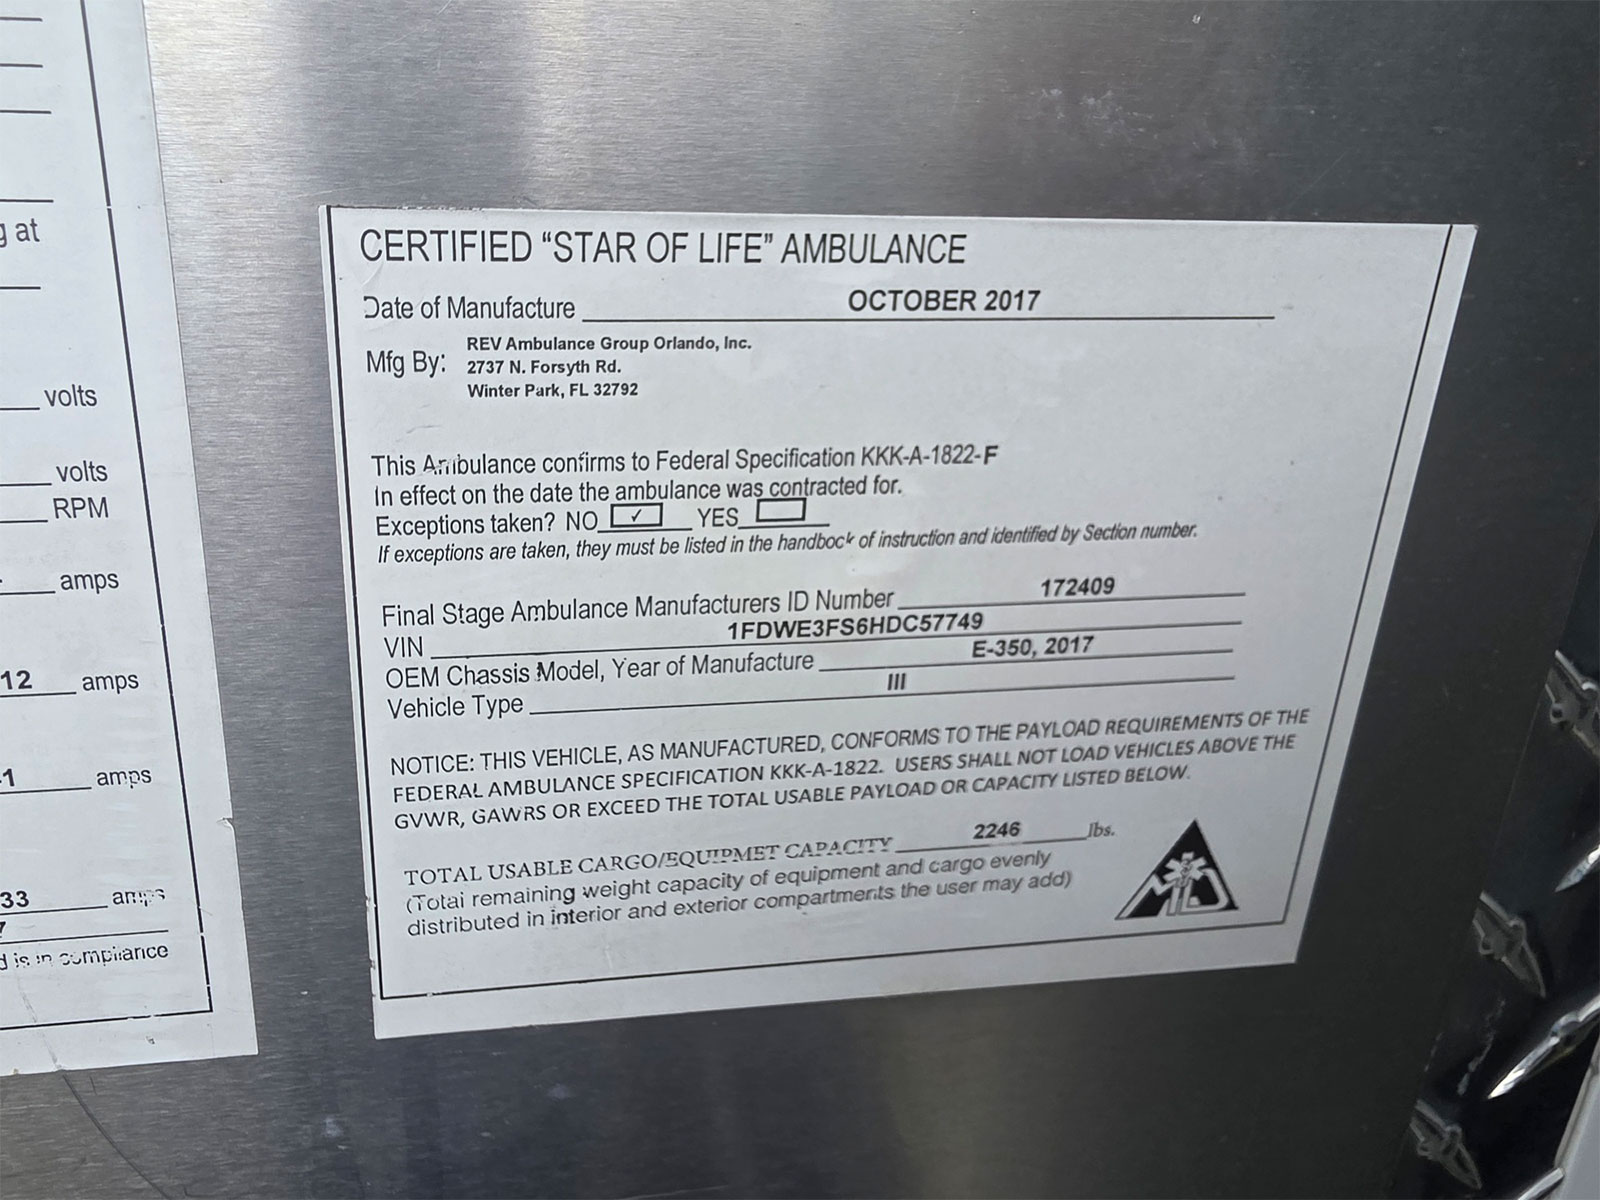 g at
volts
volts
RPM
amps
12 amps
1 amps
33 amps
7
d is in compliance
CERTIFIED “STAR OF LIFE” AMBULANCE
Date of Manufacture OCTOBER 2017
Mfg By: REV Ambulance Group Orlando, Inc.
2737 N. Forsyth Rd.
Winter Park, FL 32792
This Ambulance confirms to Federal Specification KKK-A-1822-F
In effect on the date the ambulance was contracted for.
Exceptions taken? NO ✓ YES
If exceptions are taken, they must be listed in the handbook of instruction and identified by Section number.
Final Stage Ambulance Manufacturers ID Number 172409
VIN 1FDWE3FS6HDC57749
OEM Chassis Model, Year of Manufacture E-350, 2017
Vehicle Type III
NOTICE: THIS VEHICLE, AS MANUFACTURED, CONFORMS TO THE PAYLOAD REQUIREMENTS OF THE
FEDERAL AMBULANCE SPECIFICATION KKK-A-1822. USERS SHALL NOT LOAD VEHICLES ABOVE THE
GVWR, GAWRS OR EXCEED THE TOTAL USABLE PAYLOAD OR CAPACITY LISTED BELOW.
TOTAL USABLE CARGO/EQUIPMET CAPACITY 2246 lbs.
(Total remaining weight capacity of equipment and cargo evenly
distributed in interior and exterior compartments the user may add)